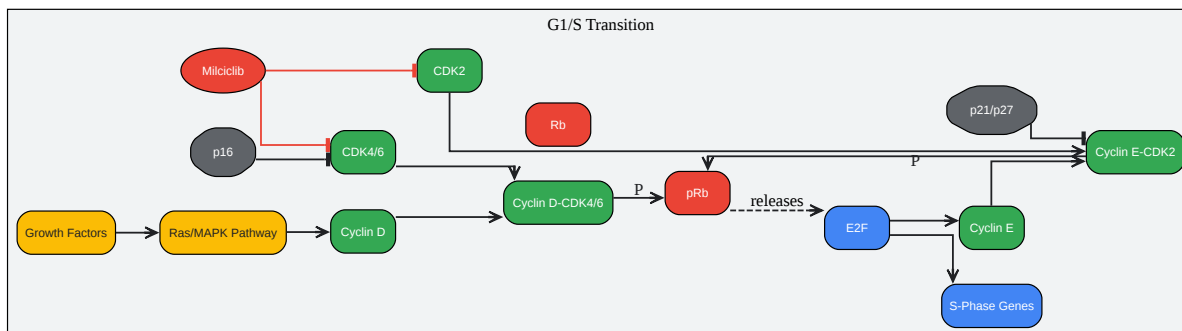 G1/S Transition
Milciclib
CDK2
p21/p27
Rb
p16
CDK4/6
Cyclin E-CDK2
P
P
pRb
Cyclin D-CDK4/6
releases
Growth Factors
Ras/MAPK Pathway
Cyclin D
E2F
Cyclin E
S-Phase Genes